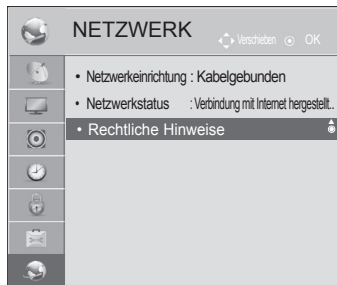 NETZWERK
Verschieben OK
• Netzwerkeinrichtung : Kabelgebunden
• Netzwerkstatus : Verbindung mit Internet hergestellt..
• Rechtliche Hinweise